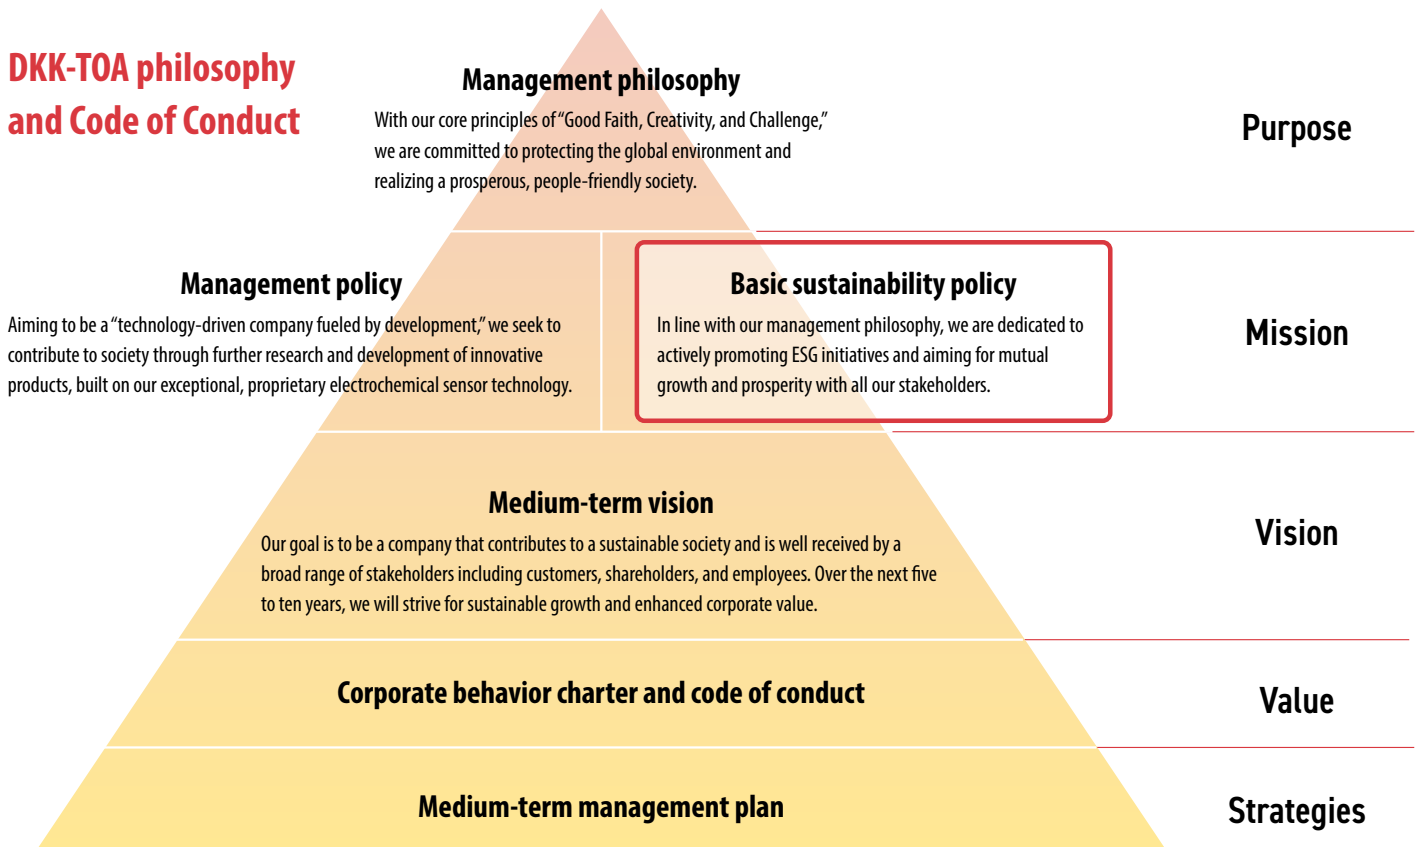 DKK-TOA philosophy
and Code of Conduct
Management philosophy
With our core principles of “Good Faith, Creativity, and Challenge,”
we are committed to protecting the global environment and
realizing a prosperous, people-friendly society.
Purpose
Management policy
Aiming to be a “technology-driven company fueled by development,” we seek to
contribute to society through further research and development of innovative
products, built on our exceptional, proprietary electrochemical sensor technology.
Basic sustainability policy
In line with our management philosophy, we are dedicated to
actively promoting ESG initiatives and aiming for mutual
growth and prosperity with all our stakeholders.
Mission
Medium-term vision
Our goal is to be a company that contributes to a sustainable society and is well received by a
broad range of stakeholders including customers, shareholders, and employees. Over the next five
to ten years, we will strive for sustainable growth and enhanced corporate value.
Vision
Corporate behavior charter and code of conduct
Value
Medium-term management plan
Strategies